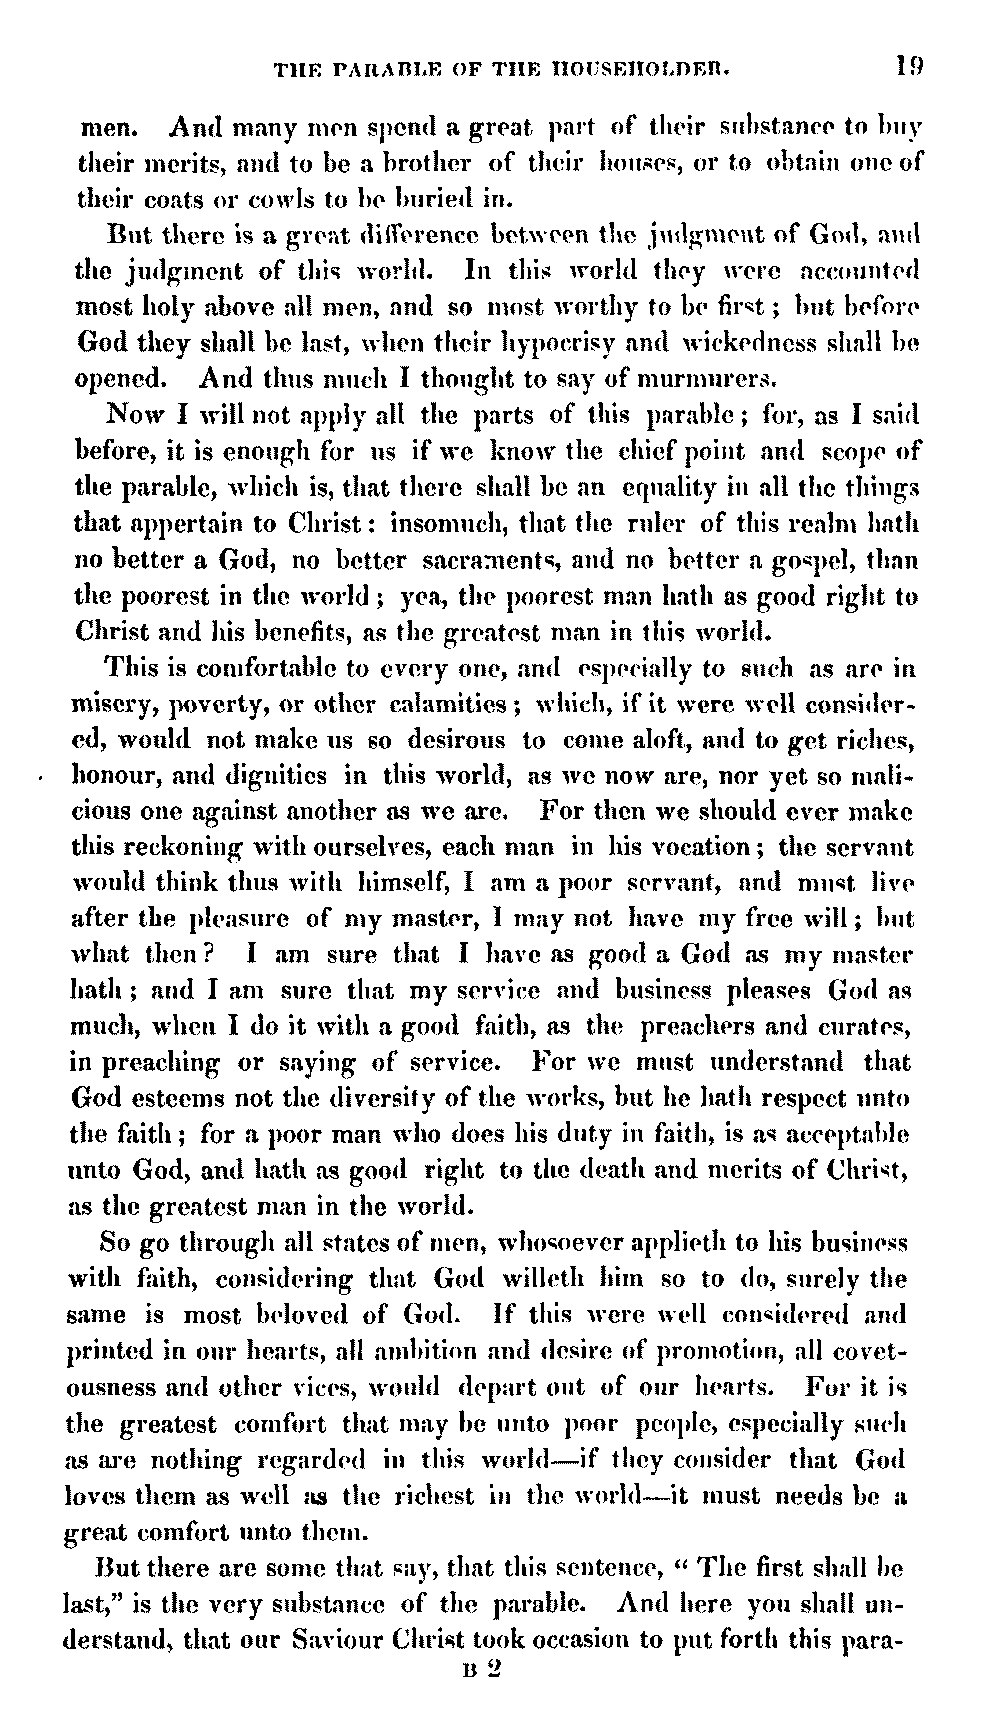 THE PARABLE OF THE HOUSEHOLDER. 19
men. And many men spend a great part of their substance to buy
their merits, and to be a brother of their houses, or to obtain one of
their coats or cowls to be buried in.
But there is a great difference between the judgment of God, and
the judgment of this world. In this world they were accounted
most holy above all men, and so most worthy to be first; but before
God they shall be last, when their hypocrisy and wickedness shall be
opened. And thus much I thought to say of murmurers.
Now I will not apply all the parts of this parable; for, as I said
before, it is enough for us if we know the chief point and scope of
the parable, which is, that there shall be an equality in all the things
that appertain to Christ: insomuch, that the ruler of this realm hath
no better a God, no better sacraments, and no better a gospel, than
the poorest in the world; yea, the poorest man hath as good right to
Christ and his benefits, as the greatest man in this world.
This is comfortable to every one, and especially to such as are in
misery, poverty, or other calamities; which, if it were well consider-
ed, would not make us so desirous to come aloft, and to get riches,
honour, and dignities in this world, as we now are, nor yet so mali-
cious one against another as we are. For then we should ever make
this reckoning with ourselves, each man in his vocation; the servant
would think thus with himself, I am a poor servant, and must live
after the pleasure of my master, I may not have my free will; but
what then? I am sure that I have as good a God as my master
hath; and I am sure that my service and business pleases God as
much, when I do it with a good faith, as the preachers and curates,
in preaching or saying of service. For we must understand that
God esteems not the diversity of the works, but he hath respect unto
the faith; for a poor man who does his duty in faith, is as acceptable
unto God, and hath as good right to the death and merits of Christ,
as the greatest man in the world.
So go through all states of men, whosoever applieth to his business
with faith, considering that God willeth him so to do, surely the
same is most beloved of God. If this were well considered and
printed in our hearts, all ambition and desire of promotion, all covet-
ousness and other vices, would depart out of our hearts. For it is
the greatest comfort that may be unto poor people, especially such
as are nothing regarded in this world—if they consider that God
loves them as well as the richest in the world—it must needs be a
great comfort unto them.
But there are some that say, that this sentence, “ The first shall be
last,” is the very substance of the parable. And here you shall un-
derstand, that our Saviour Christ took occasion to put forth this para-
B 2